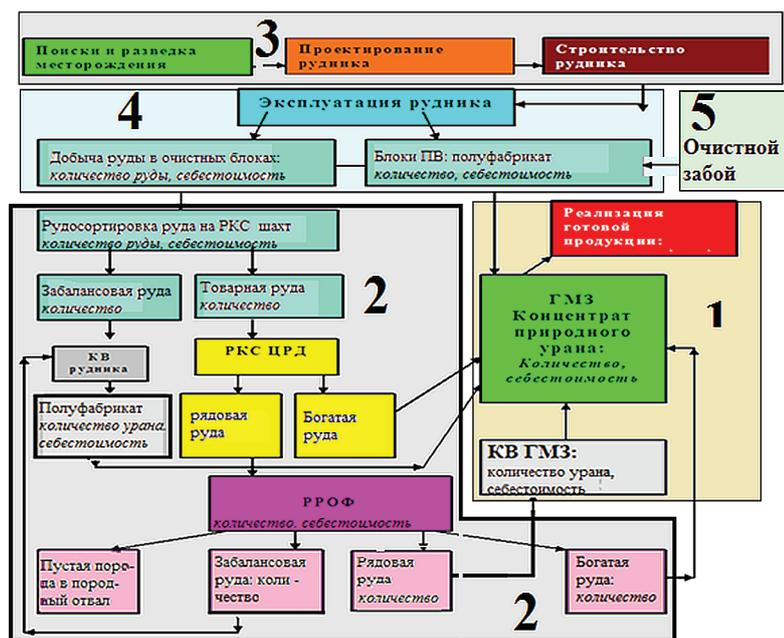 Поиски и разведка
месторождения
3
Проектирование
рудника
Строительство
рудника
4
Эксплуатация рудника
5
Очистной
забой
Добыча руды в очистных блоках:
количество руды, себестоимость
Блоки ПВ: полуфабрикат
количество, себестоимость
Рудосортировка руда на РКС шахт
количество руды, себестоимость
Реализация
готовой
продукции:
Забалансовая руда
количество
Товарная руда
количество
2
ГМЗ
Концентрат
природного
урана:
Количество,
себестоимость
1
КВ
рудника
РКС ЦРД
Полуфабрикат
количество урана,
себестоимость
рядовая
руда
Богатая
руда
КВ ГМЗ:
количество урана,
себестоимость
РРОФ
количество, себестоимость
Пустая поро-
да в пород-
ный отвал
Забалансовая
руда: коли -
чество
Рядовая
руда
количество
2
Богатая
руда:
количество